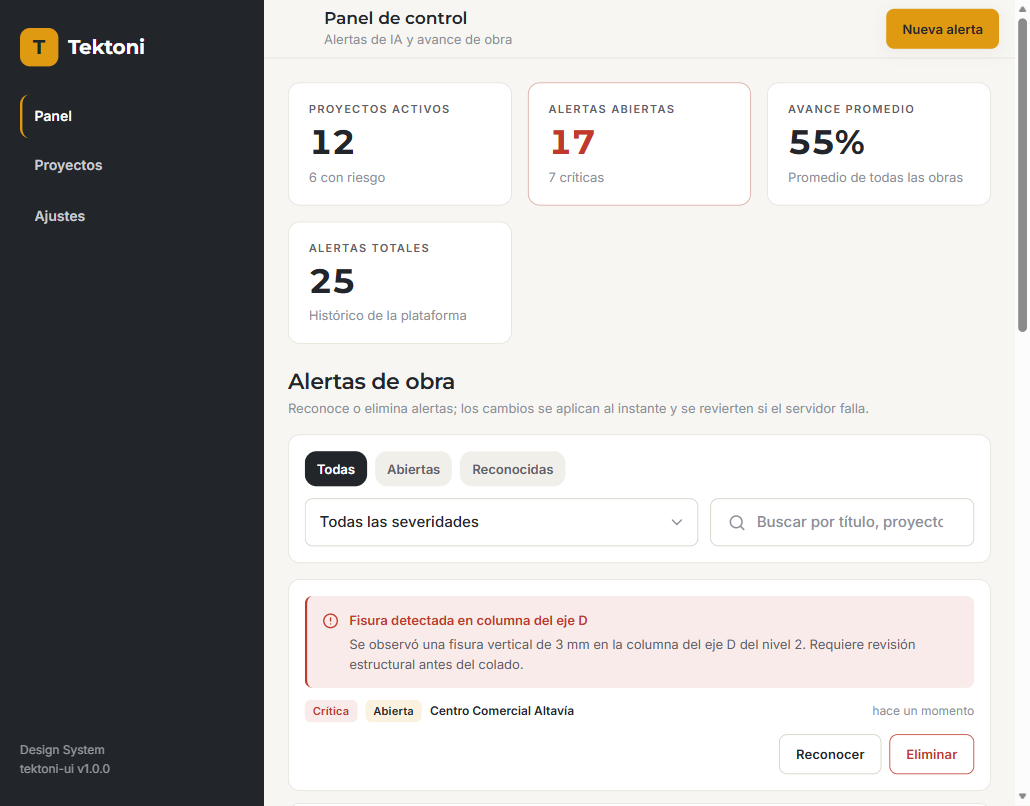 T Tektoni
Panel
Proyectos
Ajustes
Design System
tektoni-ui v1.0.0
Panel de control
Alertas de IA y avance de obra
Nueva alerta
PROYECTOS ACTIVOS
12
6 con riesgo
ALERTAS ABIERTAS
17
7 críticas
AVANCE PROMEDIO
55%
Promedio de todas las obras
ALERTAS TOTALES
25
Histórico de la plataforma
Alertas de obra
Reconoce o elimina alertas; los cambios se aplican al instante y se revierten si el servidor falla.
Todas
Abiertas
Reconocidas
Todas las severidades
Buscar por título, proyecto
Fisura detectada en columna del eje D
Se observó una fisura vertical de 3 mm en la columna del eje D del nivel 2. Requiere revisión
estructural antes del colado.
Crítica
Abierta
Centro Comercial Altavía
hace un momento
Reconocer
Eliminar